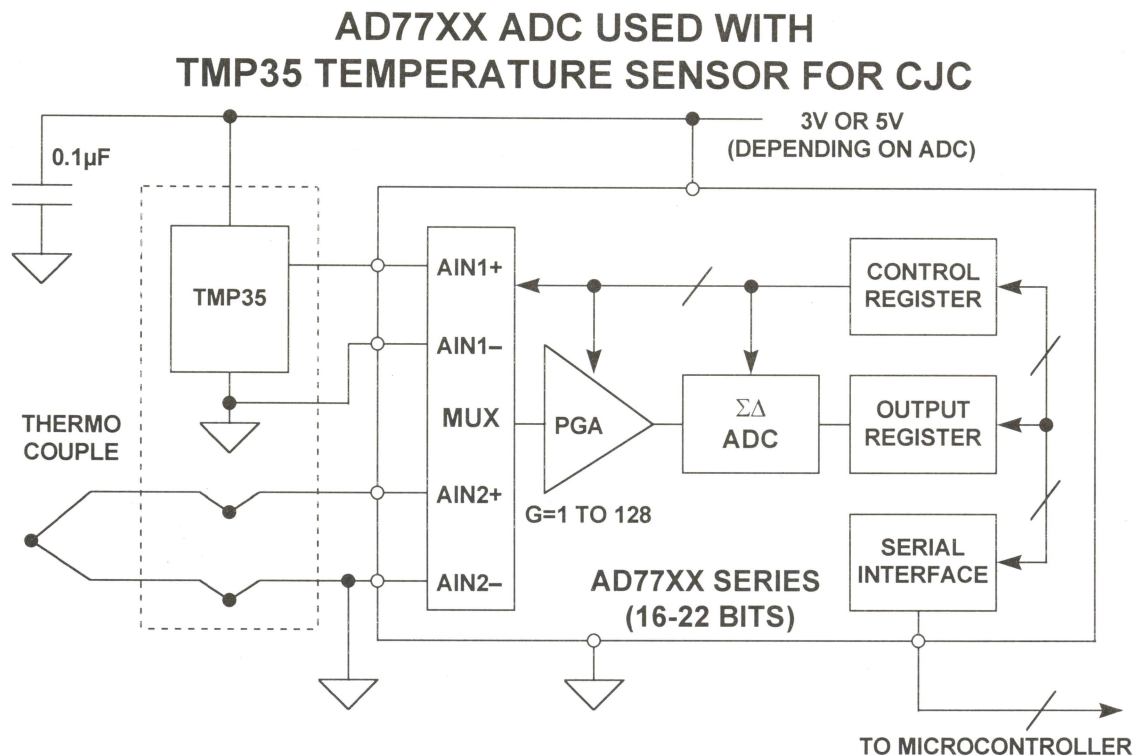 AD77XX ADC USED WITH
TMP35 TEMPERATURE SENSOR FOR CJC
3V OR 5V
(DEPENDING ON ADC)
0.1µF
TMP35
AIN1+
AIN1–
MUX
AIN2+
AIN2–
PGA
G=1 TO 128
ΣΔ
ADC
CONTROL
REGISTER
OUTPUT
REGISTER
SERIAL
INTERFACE
THERMO
COUPLE
AD77XX SERIES
(16-22 BITS)
TO MICROCONTROLLER